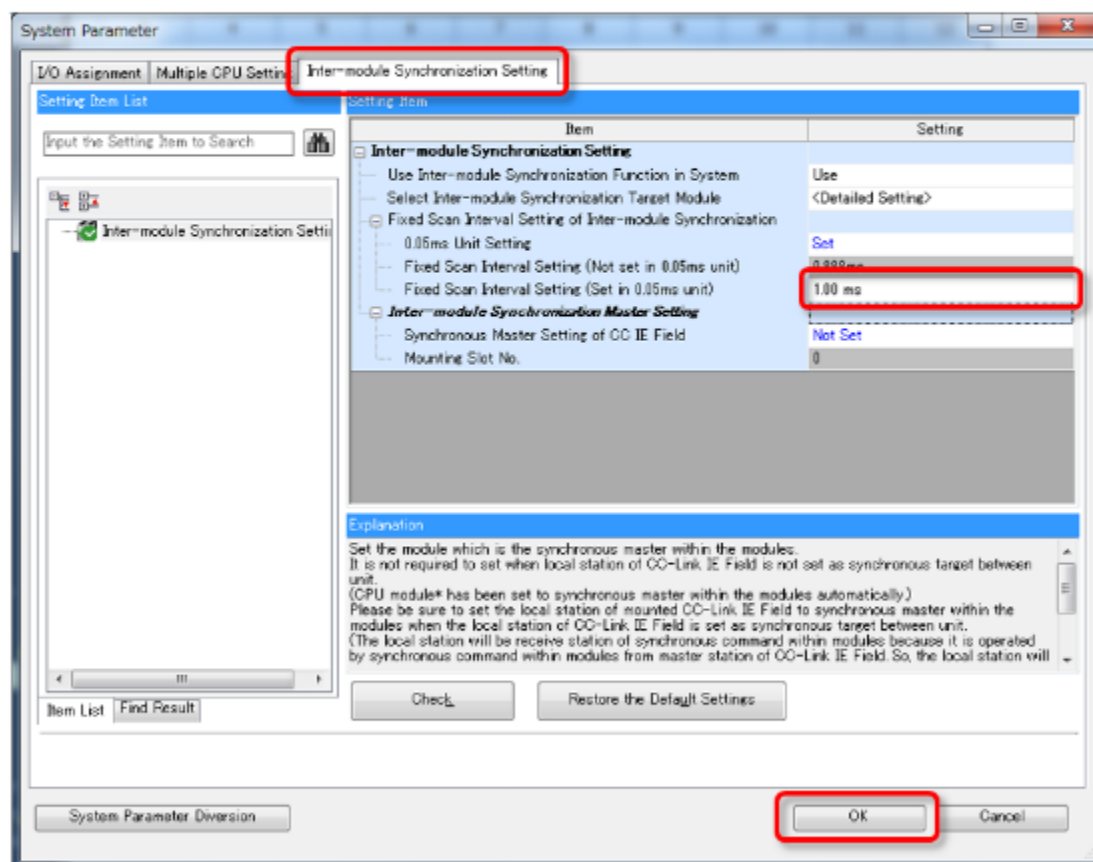 System Parameter
I/O Assignment Multiple CPU Setting Inter-module Synchronization Setting
Setting Item List
Input the Setting Item to Search
Inter-module Synchronization Settin
Setting Item
Item Setting
Inter-module Synchronization Setting
Use Inter-module Synchronization Function in System Use
Select Inter-module Synchronization Target Module <Detailed Setting>
Fixed Scan Interval Setting of Inter-module Synchronization
0.05ms Unit Setting Set
Fixed Scan Interval Setting (Not set in 0.05ms unit) 0.888ms
Fixed Scan Interval Setting (Set in 0.05ms unit) 1.00 ms
Inter-module Synchronization Master Setting
Synchronous Master Setting of CC IE Field Not Set
Mounting Slot No. 0
Explanation
Set the module which is the synchronous master within the modules.
It is not required to set when local station of CC-Link IE Field is not set as synchronous target between
unit.
(CPU module* has been set to synchronous master within the modules automatically.)
Please be sure to set the local station of mounted CC-Link IE Field to synchronous master within the
modules when the local station of CC-Link IE Field is set as synchronous target between unit.
(The local station will be receive station of synchronous command within modules because it is operated
by synchronous command within modules from master station of CC-Link IE Field. So, the local station will
Item List Find Result
Check Restore the Default Settings
System Parameter Diversion OK Cancel